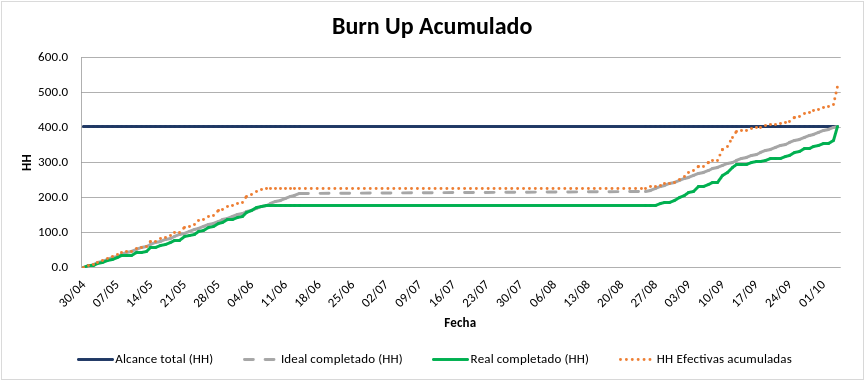 Burn Up Acumulado
600.0
500.0
400.0
300.0
200.0
100.0
0.0
HH
30/04 07/05 14/05 21/05 28/05 04/06 11/06 18/06 25/06 02/07 09/07 16/07 23/07 30/07 06/08 13/08 20/08 27/08 03/09 10/09 17/09 24/09 01/10
Fecha
Alcance total (HH) Ideal completado (HH) Real completado (HH) HH Efectivas acumuladas